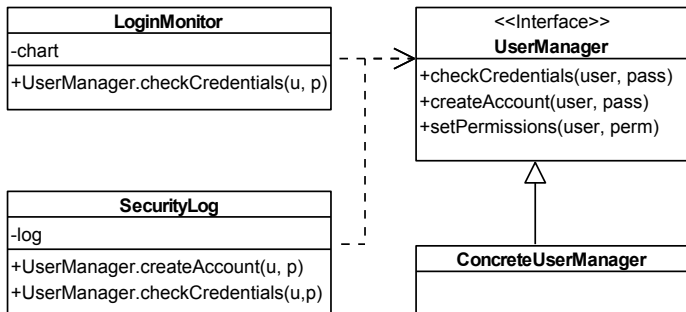 LoginMonitor
-chart
+UserManager.checkCredentials(u, p)
<<Interface>>
UserManager
+checkCredentials(user, pass)
+createAccount(user, pass)
+setPermissions(user, perm)
SecurityLog
-log
+UserManager.createAccount(u, p)
+UserManager.checkCredentials(u,p)
ConcreteUserManager